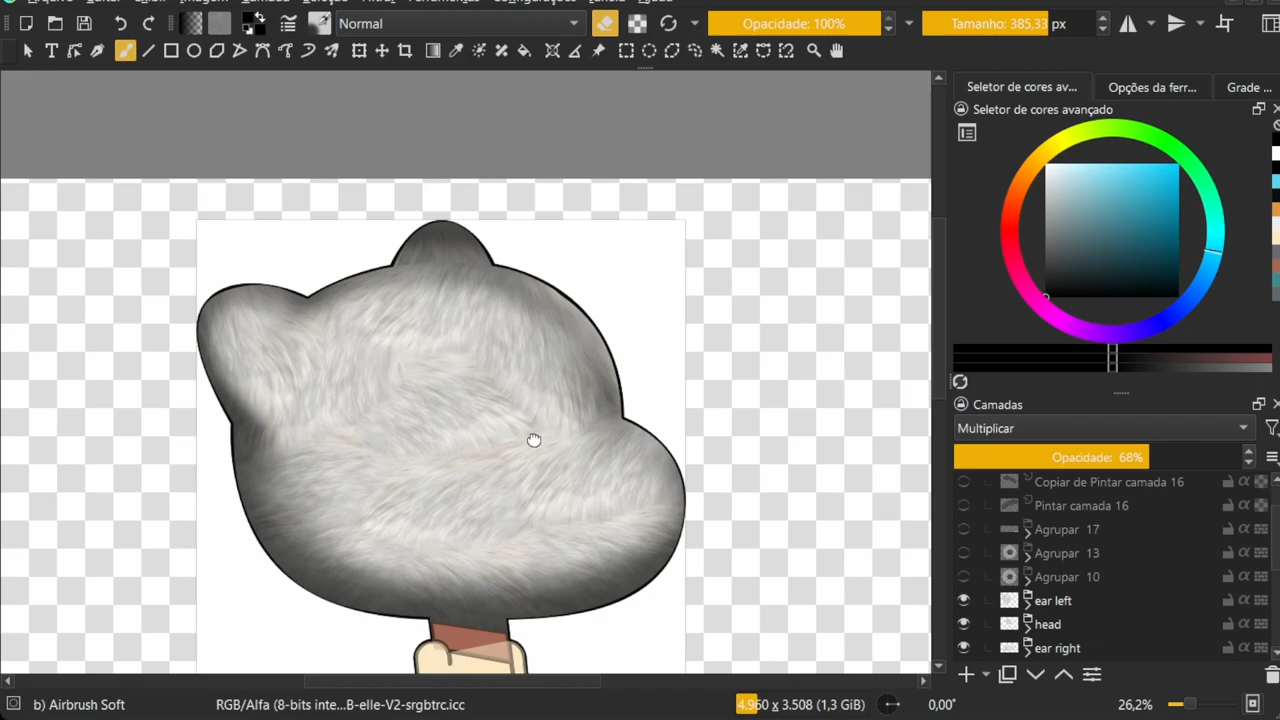 Normal
Opacidade: 100%
Tamanho: 385,33 px
Seletor de cores av...
Opções da ferr...
Grade ...
Seletor de cores avançado
Camadas
Multiplicar
Opacidade: 68%
Copiar de Pintar camada 16
Pintar camada 16
Agrupar 17
Agrupar 13
Agrupar 10
ear left
head
ear right
b) Airbrush Soft
RGB/Alfa (8-bits inte...B-elle-V2-srgbtrc.icc
4.960 x 3.508 (1,3 GiB)
0,00°
26,2%